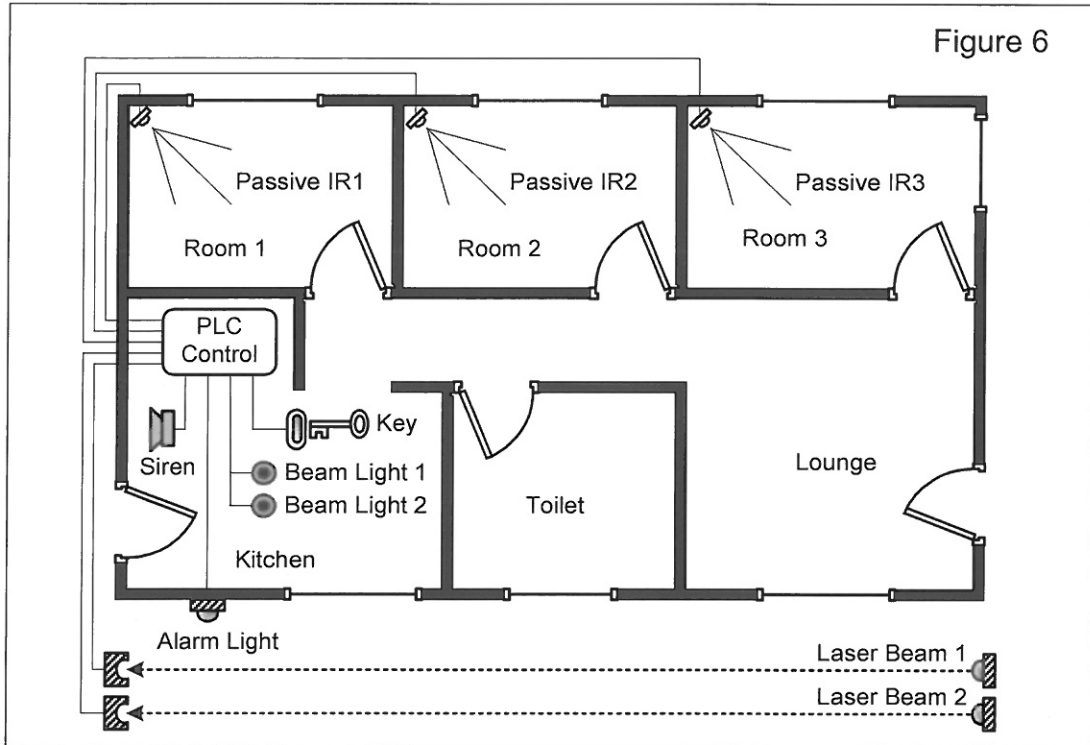 Figure 6
Passive IR1
Passive IR2
Passive IR3
Room 1
Room 2
Room 3
PLC
Control
Key
Siren
Beam Light 1
Beam Light 2
Lounge
Toilet
Kitchen
Alarm Light
Laser Beam 1
Laser Beam 2